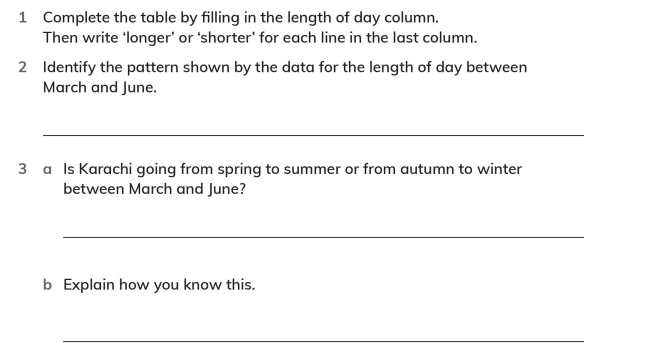 1 Complete the table by filling in the length of day column.
Then write ‘longer’ or ‘shorter’ for each line in the last column.
2 Identify the pattern shown by the data for the length of day between
March and June.
3 a Is Karachi going from spring to summer or from autumn to winter
between March and June?
b Explain how you know this.